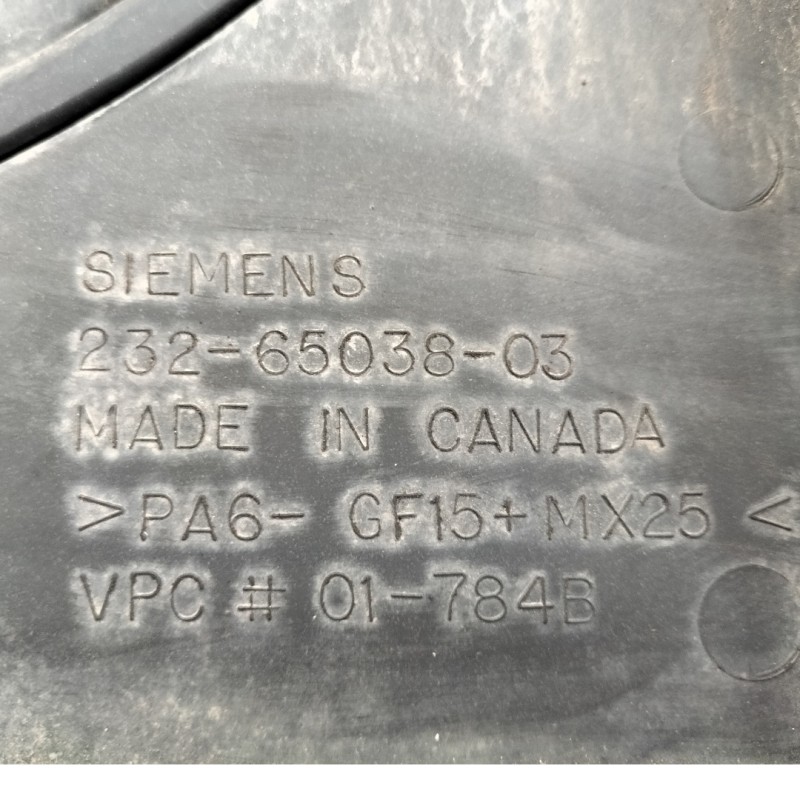 SIEMENS
232-65038-03
MADE IN CANADA
>PA6- GF15+MX25 <
VPC # 01-784B